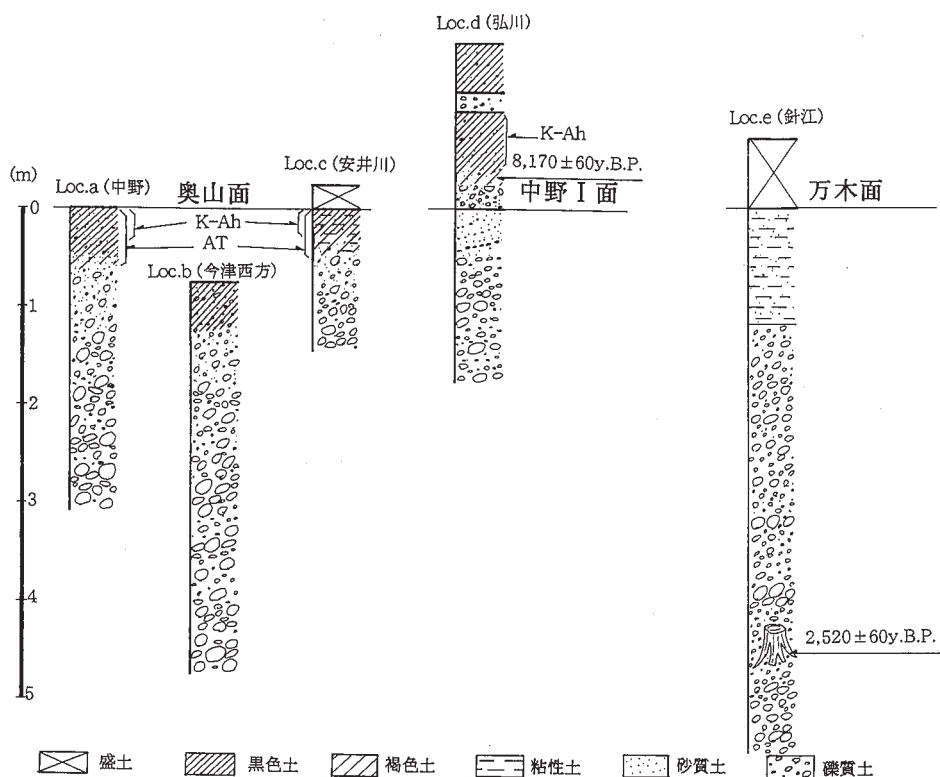 Loc.d (弘川)
K-Ah
8,170±60y.B.P.
Loc.e (針江)
Loc.c (安井川)
(m)
Loc.a (中野)
奥山面
中野Ⅰ面
万木面
0
K-Ah
AT
Loc.b (今津西方)
1
2
3
4
2,520±60y.B.P.
5
盛土
黒色土
褐色土
粘性土
砂質土
礫質土